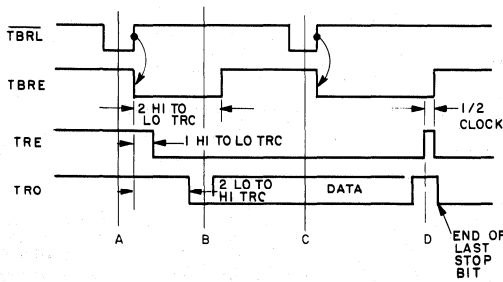 TBRL
TBRE
2 HI TO
LO TRC
1/2
CLOCK
TRE
1 HI TO LO TRC
TRO
2 LO TO
HI TRC
DATA
A
B
C
D
END OF
LAST
STOP
BIT